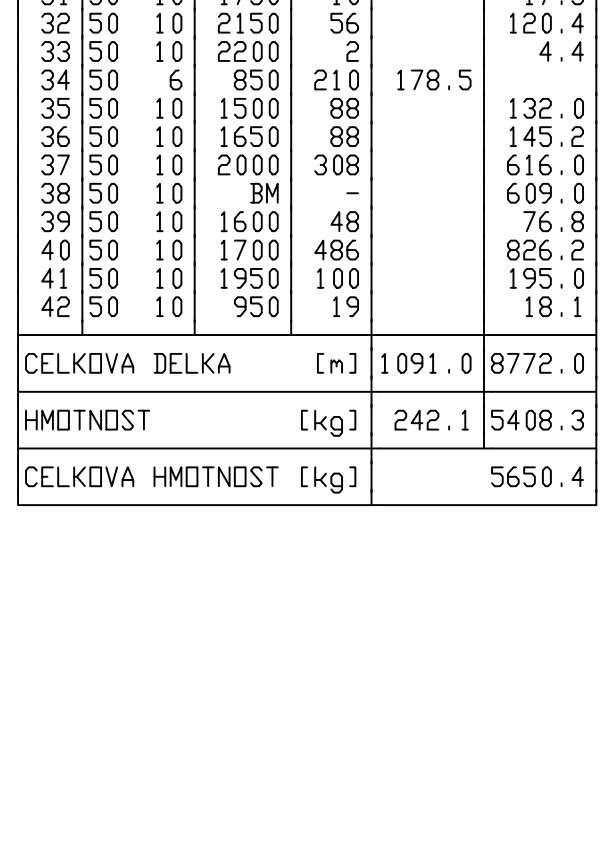 32 50 10 2150 56 120.4
33 50 10 2200 2 4.4
34 50 6 850 210 178.5
35 50 10 1500 88 132.0
36 50 10 1650 88 145.2
37 50 10 2000 308 616.0
38 50 10 BM - 609.0
39 50 10 1600 48 76.8
40 50 10 1700 486 826.2
41 50 10 1950 100 195.0
42 50 10 950 19 18.1
CELKOVA DELKA [m] 1091.0 8772.0
HMOTNOST [kg] 242.1 5408.3
CELKOVA HMOTNOST [kg] 5650.4